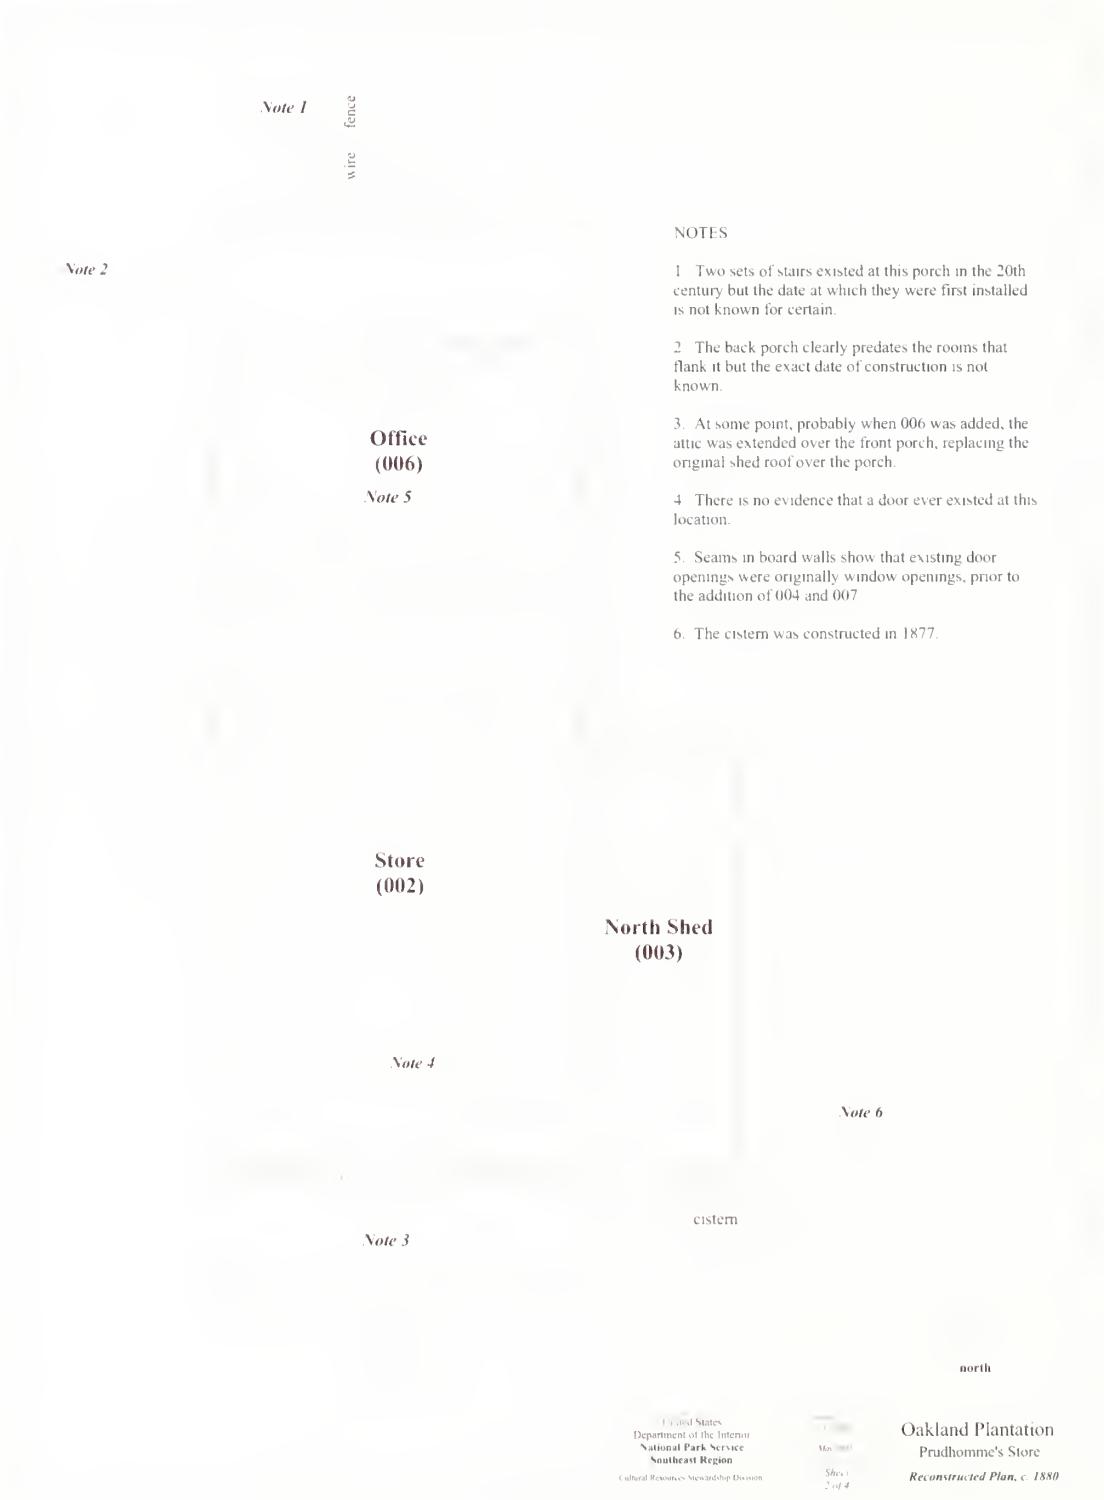 Note 1
wire fence
Note 2
NOTES
1 Two sets of stairs existed at this porch in the 20th
century but the date at which they were first installed
is not known for certain.
2 The back porch clearly predates the rooms that
flank it but the exact date of construction is not
known.
3. At some point, probably when 006 was added, the
attic was extended over the front porch, replacing the
original shed roof over the porch.
4 There is no evidence that a door ever existed at this
location.
5. Seams in board walls show that existing door
openings were originally window openings, prior to
the addition of 004 and 007
6. The cistern was constructed in 1877.
Office
(006)
Note 5
Store
(002)
North Shed
(003)
Note 4
Note 6
cistern
Note 3
north
United States
Department of the Interior
National Park Service
Southeast Region
Cultural Resources Stewardship Division
Sheet
2 of 4
Oakland Plantation
Prudhomme's Store
Reconstructed Plan, c. 1880